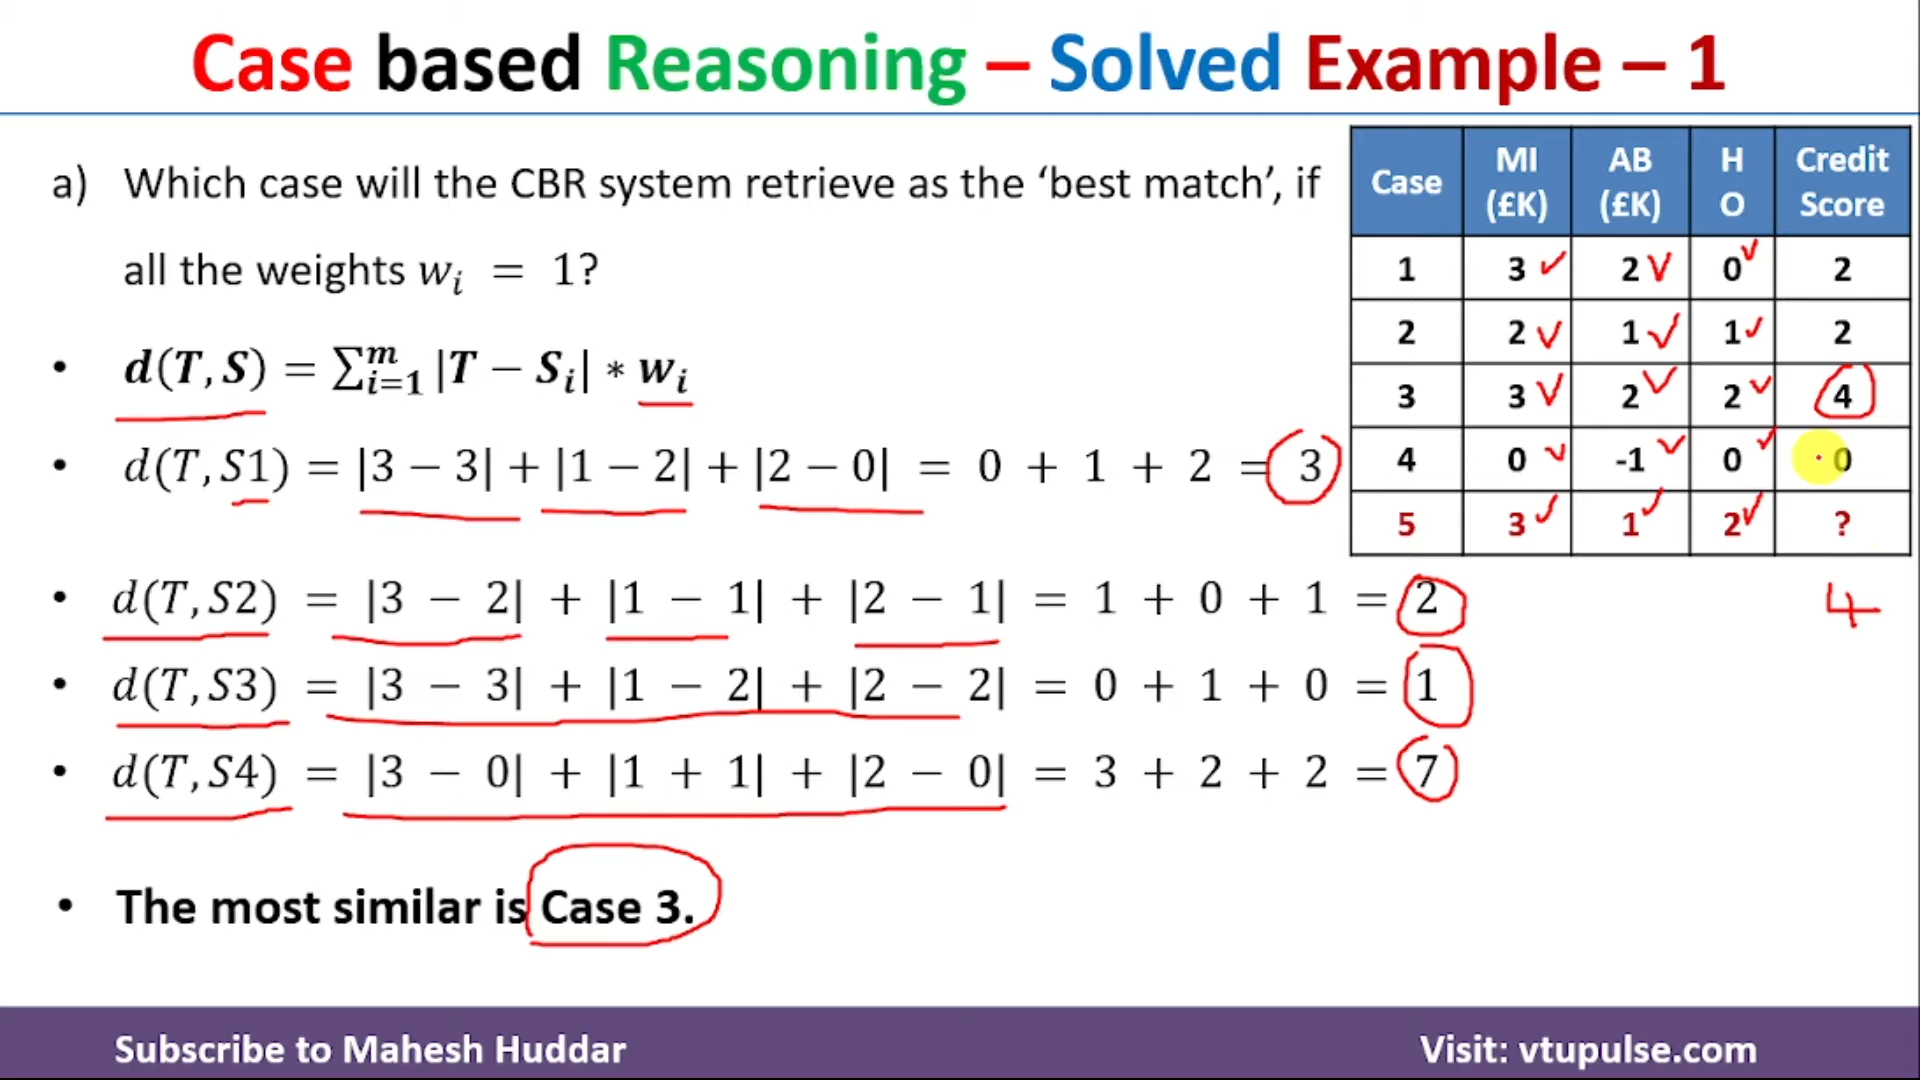 Case based Reasoning – Solved Example – 1
a) Which case will the CBR system retrieve as the ‘best match’, if
all the weights wᵢ = 1?
• d(T, S) = ∑ᵢ₌₁ᵐ |T − Sᵢ| ∗ wᵢ
• d(T, S1) = |3 − 3| + |1 − 2| + |2 − 0| = 0 + 1 + 2 = 3
• d(T, S2) = |3 − 2| + |1 − 1| + |2 − 1| = 1 + 0 + 1 = 2
• d(T, S3) = |3 − 3| + |1 − 2| + |2 − 2| = 0 + 1 + 0 = 1
• d(T, S4) = |3 − 0| + |1 + 1| + |2 − 0| = 3 + 2 + 2 = 7
• The most similar is Case 3.
Case MI (£K) AB (£K) H O Credit Score
1 3 2 0 2
2 2 1 1 2
3 3 2 2 4
4 0 -1 0 0
5 3 1 2 ?
4
Subscribe to Mahesh Huddar
Visit: vtupulse.com